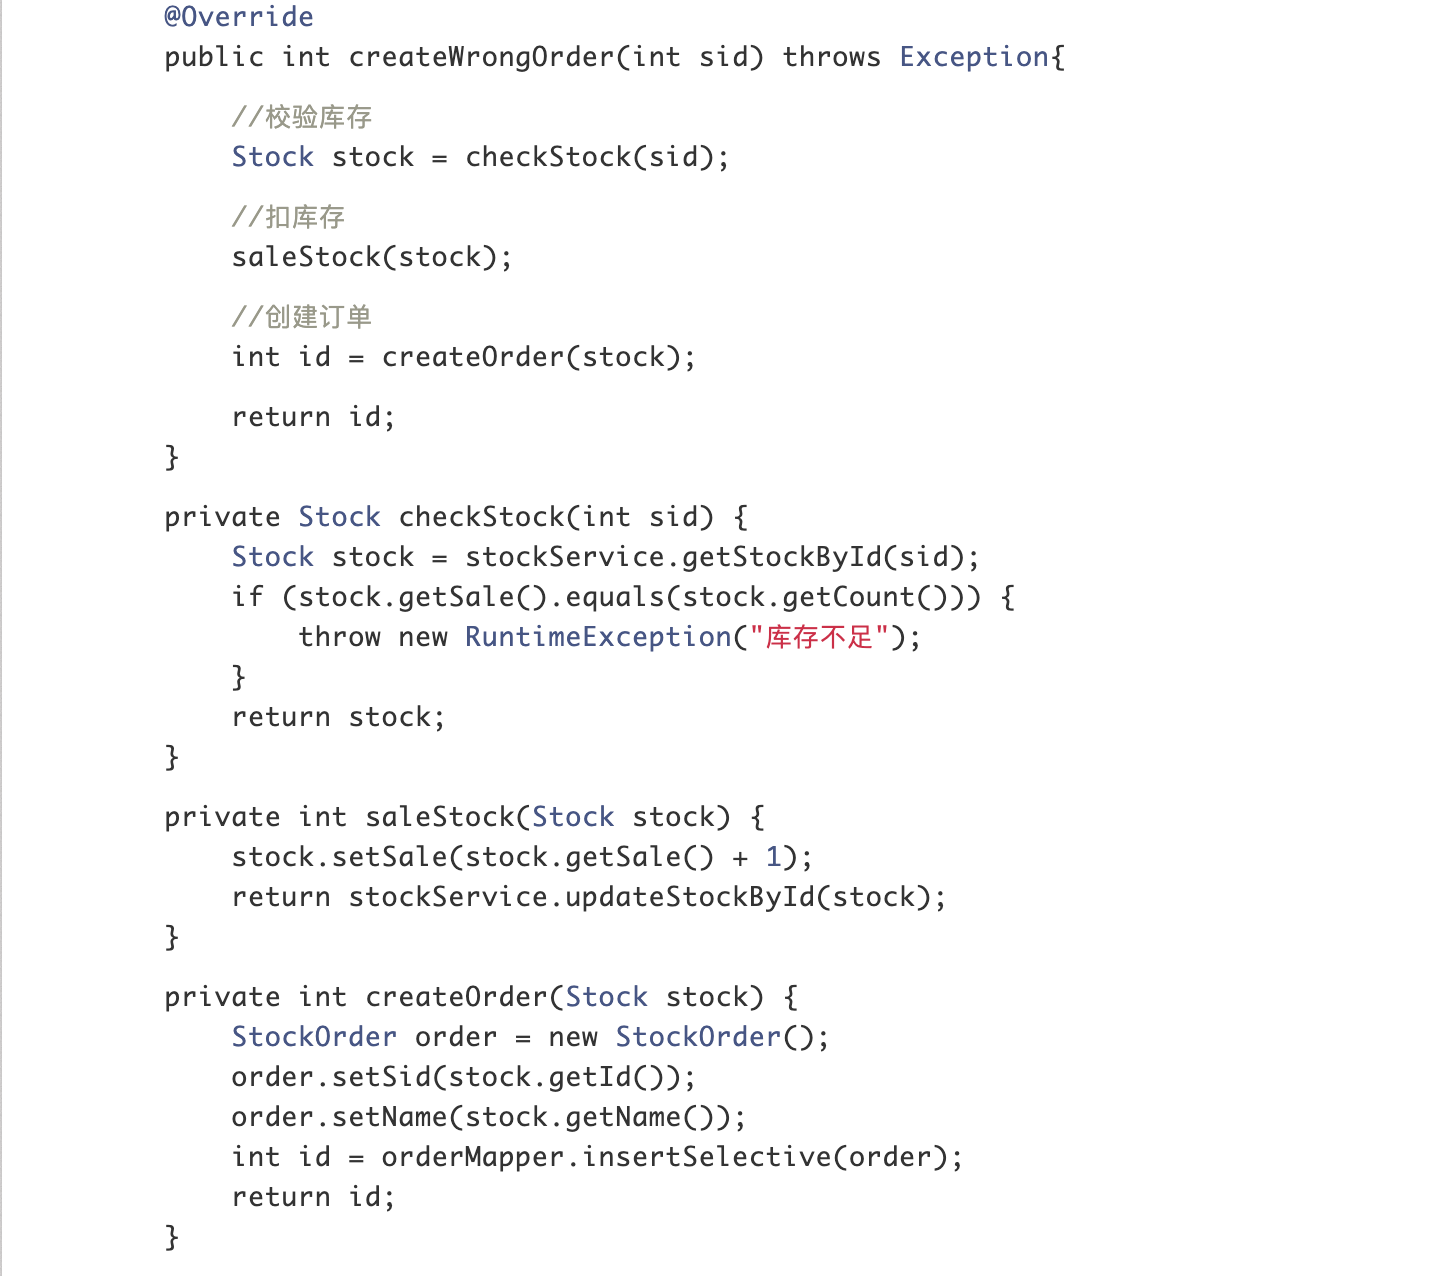 @Override
public int createWrongOrder(int sid) throws Exception{
//校验库存
Stock stock = checkStock(sid);
//扣库存
saleStock(stock);
//创建订单
int id = createOrder(stock);
return id;
}
private Stock checkStock(int sid) {
Stock stock = stockService.getStockById(sid);
if (stock.getSale().equals(stock.getCount())) {
throw new RuntimeException("库存不足");
}
return stock;
}
private int saleStock(Stock stock) {
stock.setSale(stock.getSale() + 1);
return stockService.updateStockById(stock);
}
private int createOrder(Stock stock) {
StockOrder order = new StockOrder();
order.setSid(stock.getId());
order.setName(stock.getName());
int id = orderMapper.insertSelective(order);
return id;
}